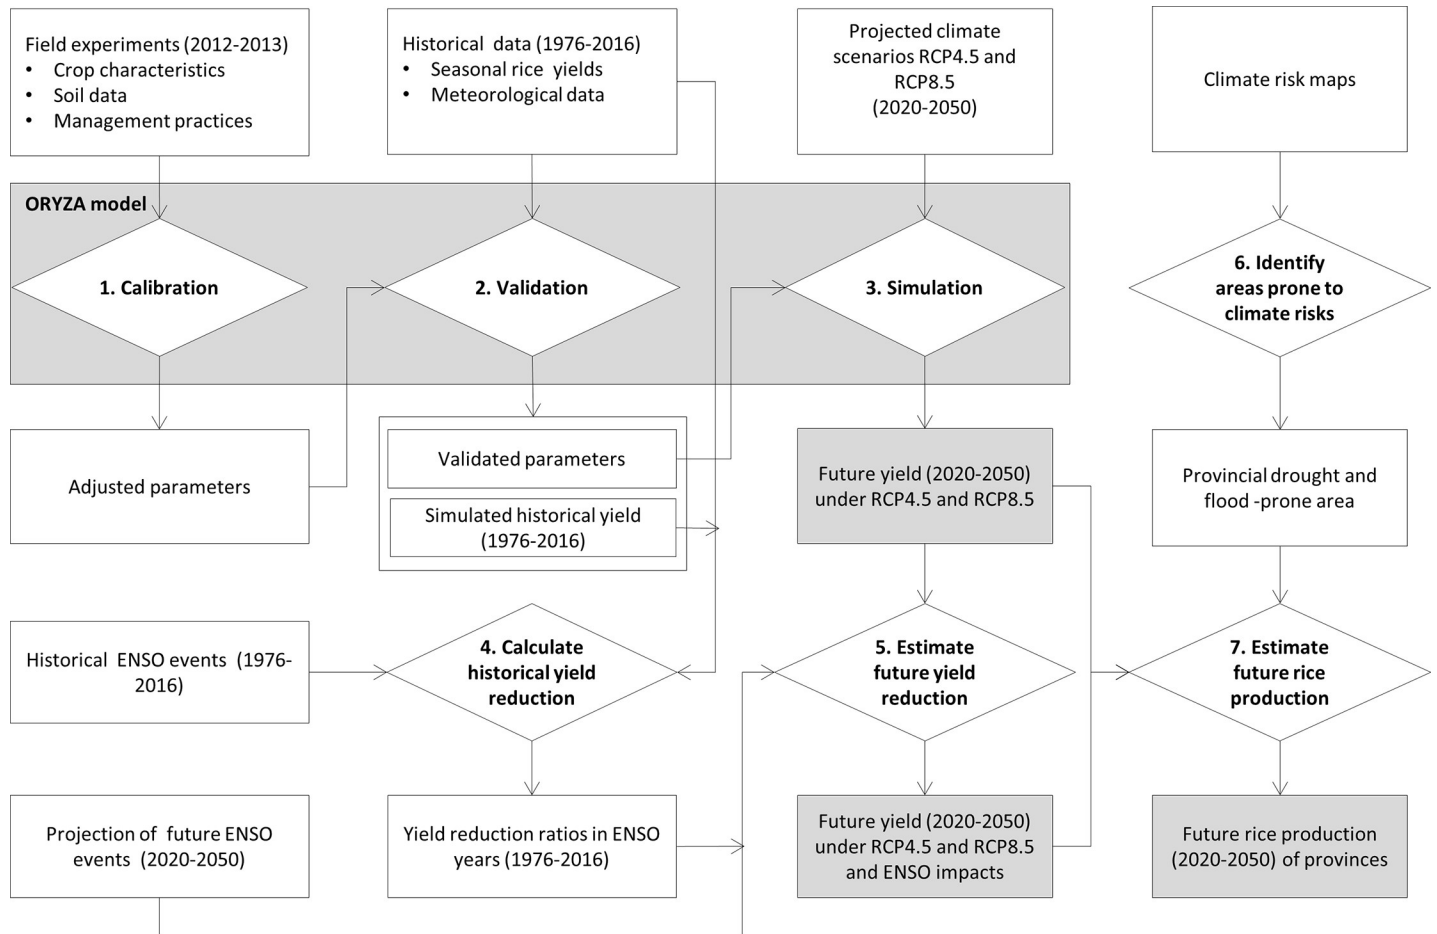 Field experiments (2012-2013)
• Crop characteristics
• Soil data
• Management practices
Historical data (1976-2016)
• Seasonal rice yields
• Meteorological data
Projected climate
scenarios RCP4.5 and
RCP8.5
(2020-2050)
Climate risk maps
ORYZA model
1. Calibration
2. Validation
3. Simulation
6. Identify
areas prone to
climate risks
Adjusted parameters
Validated parameters
Simulated historical yield
(1976-2016)
Future yield (2020-2050)
under RCP4.5 and RCP8.5
Provincial drought and
flood -prone area
Historical ENSO events (1976-
2016)
4. Calculate
historical yield
reduction
5. Estimate
future yield
reduction
7. Estimate
future rice
production
Projection of future ENSO
events (2020-2050)
Yield reduction ratios in ENSO
years (1976-2016)
Future yield (2020-2050)
under RCP4.5 and RCP8.5
and ENSO impacts
Future rice production
(2020-2050) of provinces